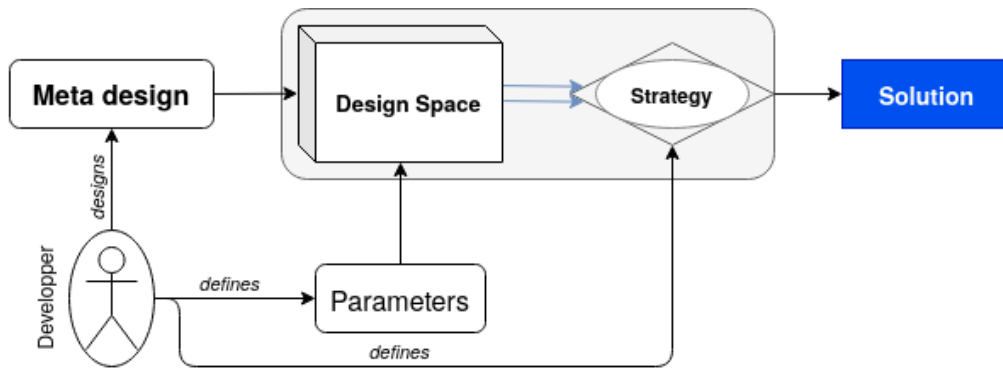 Meta design
Design Space
Strategy
Solution
designs
Developper
defines
Parameters
defines